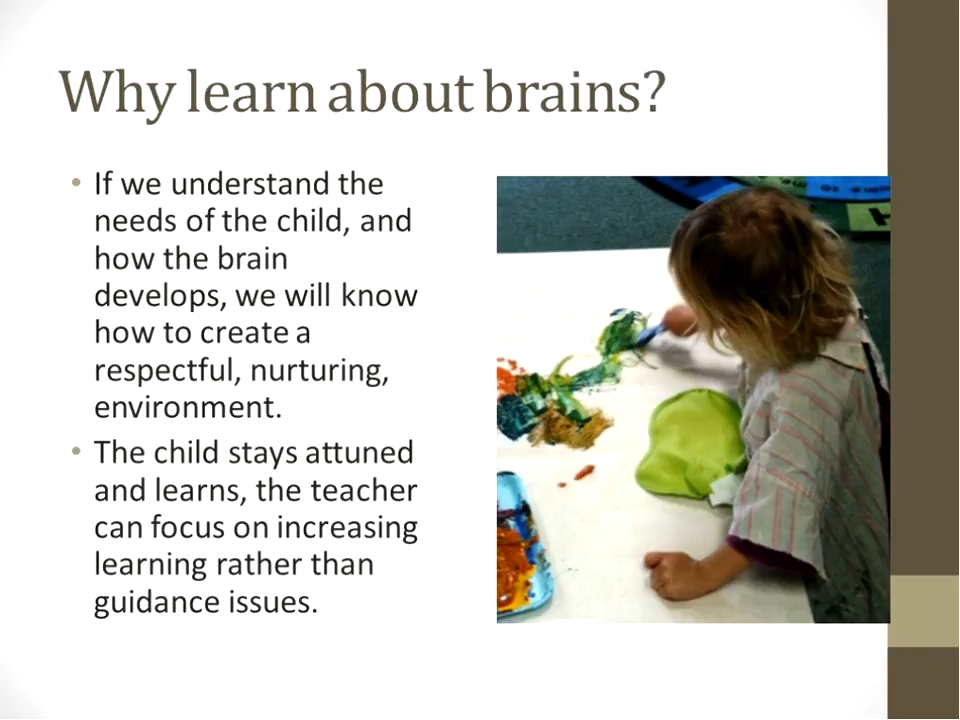 Why learn about brains?
• If we understand the
needs of the child, and
how the brain
develops, we will know
how to create a
respectful, nurturing,
environment.
• The child stays attuned
and learns, the teacher
can focus on increasing
learning rather than
guidance issues.